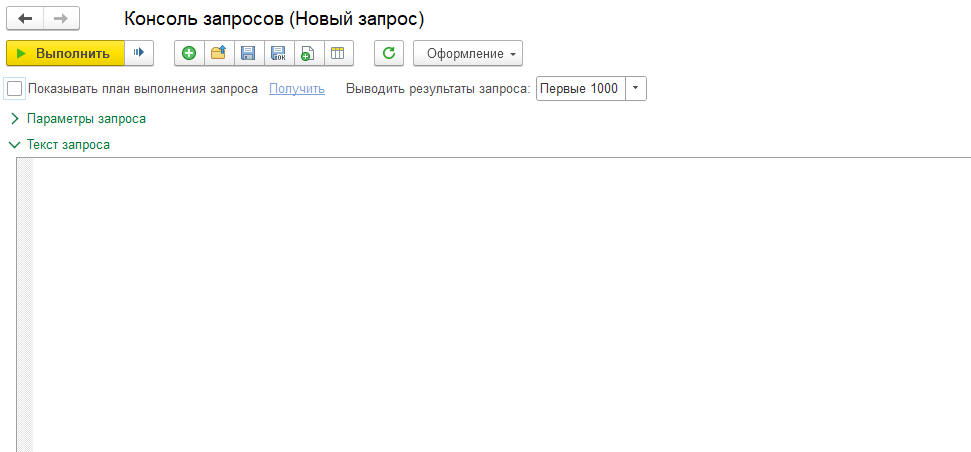 Консоль запросов (Новый запрос)
Выполнить Оформление
Показывать план выполнения запроса Получить Выводить результаты запроса: Первые 1000
Параметры запроса
Текст запроса